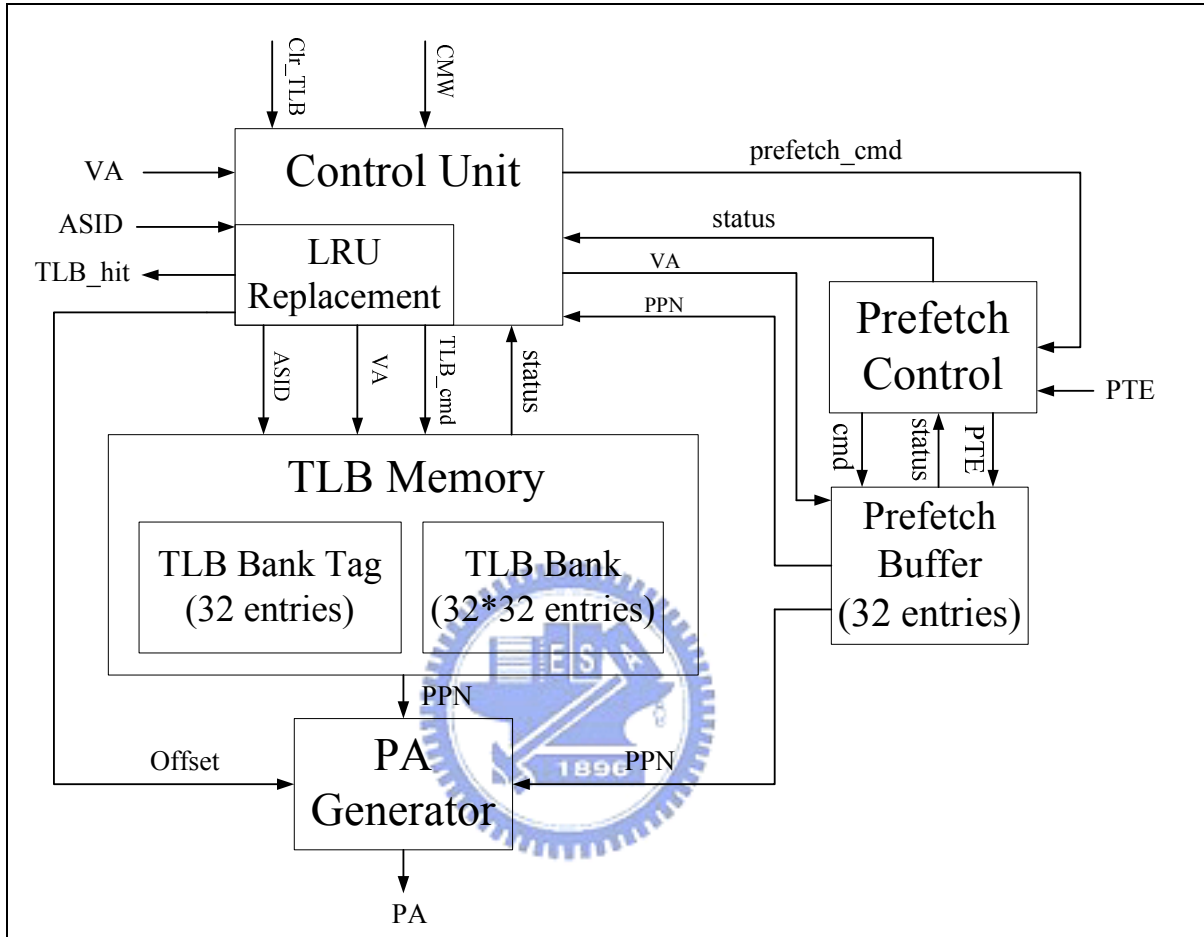 Clr_TLB
CMW
VA
Control Unit
prefetch_cmd
ASID
status
LRU
Replacement
TLB_hit
VA
PPN
Prefetch
Control
PTE
ASID
VA
TLB_cmd
status
cmd
status
PTE
TLB Memory
Prefetch
Buffer
(32 entries)
TLB Bank Tag
(32 entries)
TLB Bank
(32*32 entries)
E S A
PPN
Offset
PA
Generator
PPN
1896
PA